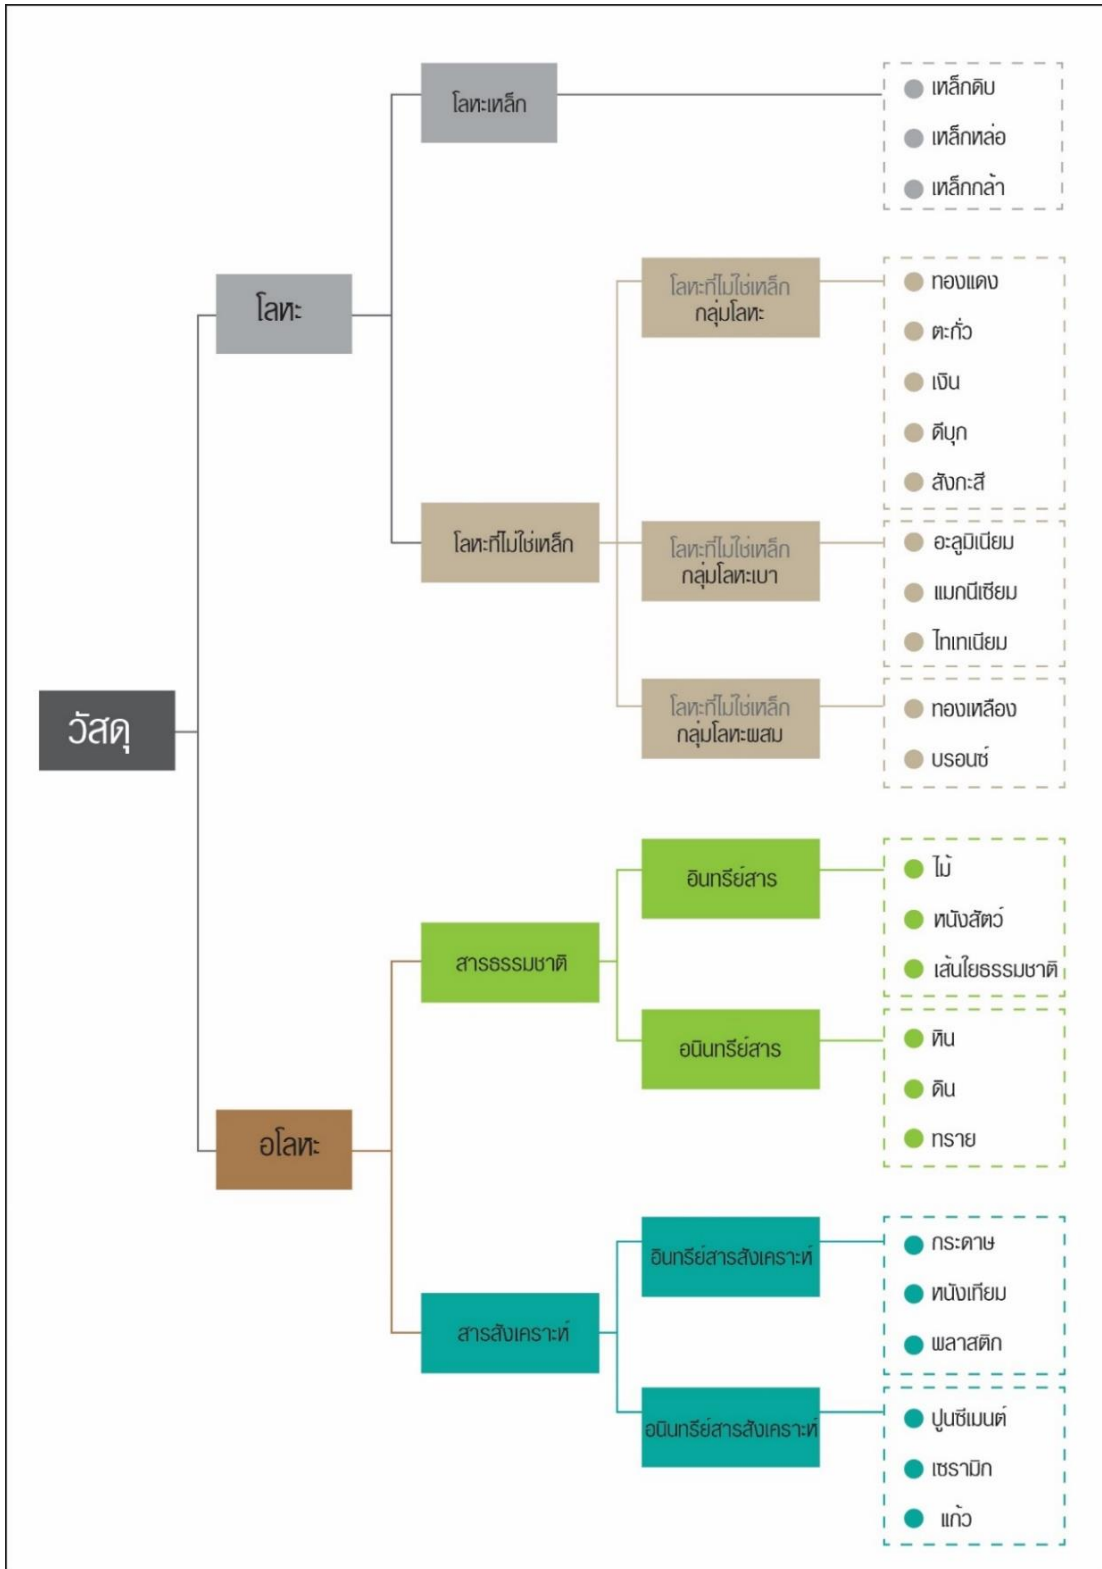 วัสดุ
โลหะ
โลหะเหล็ก
เหล็กดิบ
เหล็กหล่อ
เหล็กกล้า
โลหะที่ไม่ใช่เหล็ก
โลหะที่ไม่ใช่เหล็ก
กลุ่มโลหะ
ทองแดง
ตะกั่ว
เงิน
ดีบุก
สังกะสี
โลหะที่ไม่ใช่เหล็ก
กลุ่มโลหะเบา
อะลูมิเนียม
แมกนีเซียม
ไทเทเนียม
โลหะที่ไม่ใช่เหล็ก
กลุ่มโลหะผสม
ทองเหลือง
บรอนซ์
อโลหะ
สารธรรมชาติ
อินทรีย์สาร
ไม้
หนังสัตว์
เส้นใยธรรมชาติ
อนินทรีย์สาร
หิน
ดิน
ทราย
สารสังเคราะห์
อินทรีย์สารสังเคราะห์
กระดาษ
หนังเทียม
พลาสติก
อนินทรีย์สารสังเคราะห์
ปูนซีเมนต์
เซรามิก
แก้ว